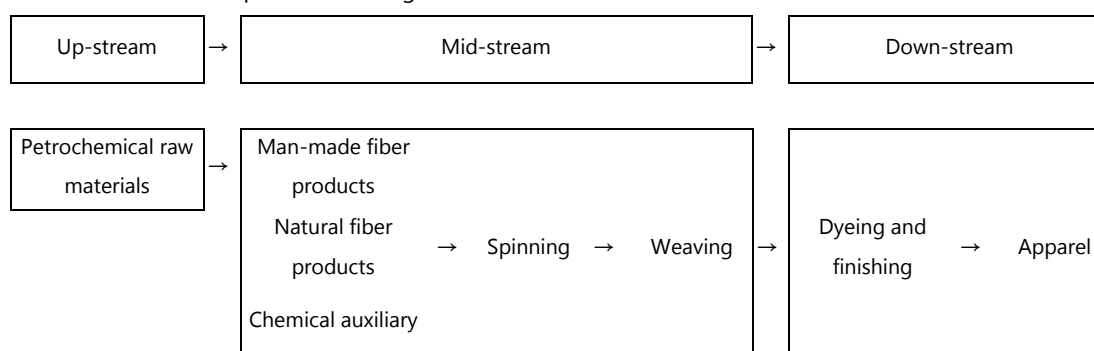 Up-stream → Mid-stream → Down-stream
Petrochemical raw
materials
→
Man-made fiber
products
Natural fiber
products
Chemical auxiliary
→ Spinning → Weaving
→
Dyeing and
finishing
→ Apparel